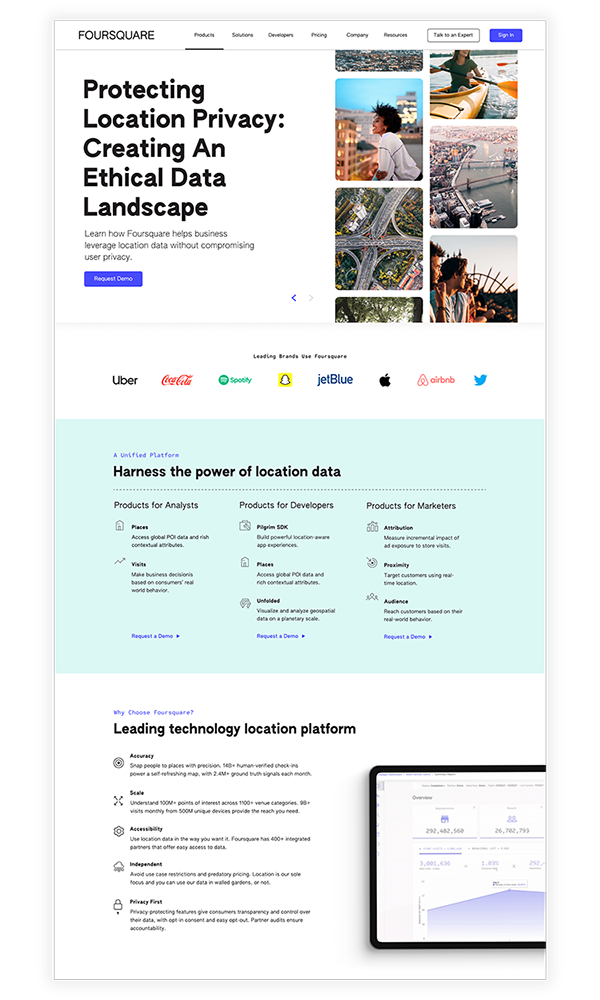 FOURSQUARE
Products
Solutions
Developers
Pricing
Company
Resources
Talk to an Expert
Sign In
Protecting
Location Privacy:
Creating An
Ethical Data
Landscape
Learn how Foursquare helps business
leverage location data without compromising
user privacy.
Request Demo
Leading Brands Use Foursquare
Uber
Coca-Cola
Spotify
jetBlue
airbnb
A Unified Platform
Harness the power of location data
Products for Analysts
Places
Access global POI data and rich
contextual attributes.
Visits
Make business decisionis
based on consumers' real
world behavior.
Request a Demo
Products for Developers
Pilgrim SDK
Build powerful location-aware
app experiences.
Places
Access global POI data and
rich contextual attributes.
Unfolded
Visualize and analyze geospatial
data on a planetary scale.
Request a Demo
Products for Marketers
Attribution
Measure incremental impact of
ad exposure to store visits.
Proximity
Target customers using real-
time location.
Audience
Reach customers based on their
real-world behavior.
Request a Demo
Why Choose Foursquare?
Leading technology location platform
Accuracy
Snap people to places with precision. 14B+ human-verified check-ins
power a self-refreshing map, with 2.4M+ ground truth signals each month.
Scale
Understand 100M+ points of interest across 1100+ venue categories. 9B+
visits monthly from 500M unique devices provide the reach you need.
Accessibility
Use location data in the way you want it. Foursquare has 400+ integrated
partners that offer easy access to data.
Independent
Avoid use case restrictions and predatory pricing. Location is our sole
focus and you can use our data in walled gardens, or not.
Privacy First
Privacy protecting features give consumers transparency and control over
their data, with opt-in consent and easy opt-out. Partner audits ensure
accountability.
Overview
292,482,560
26,702,793
3,001,636
1.03%
292,